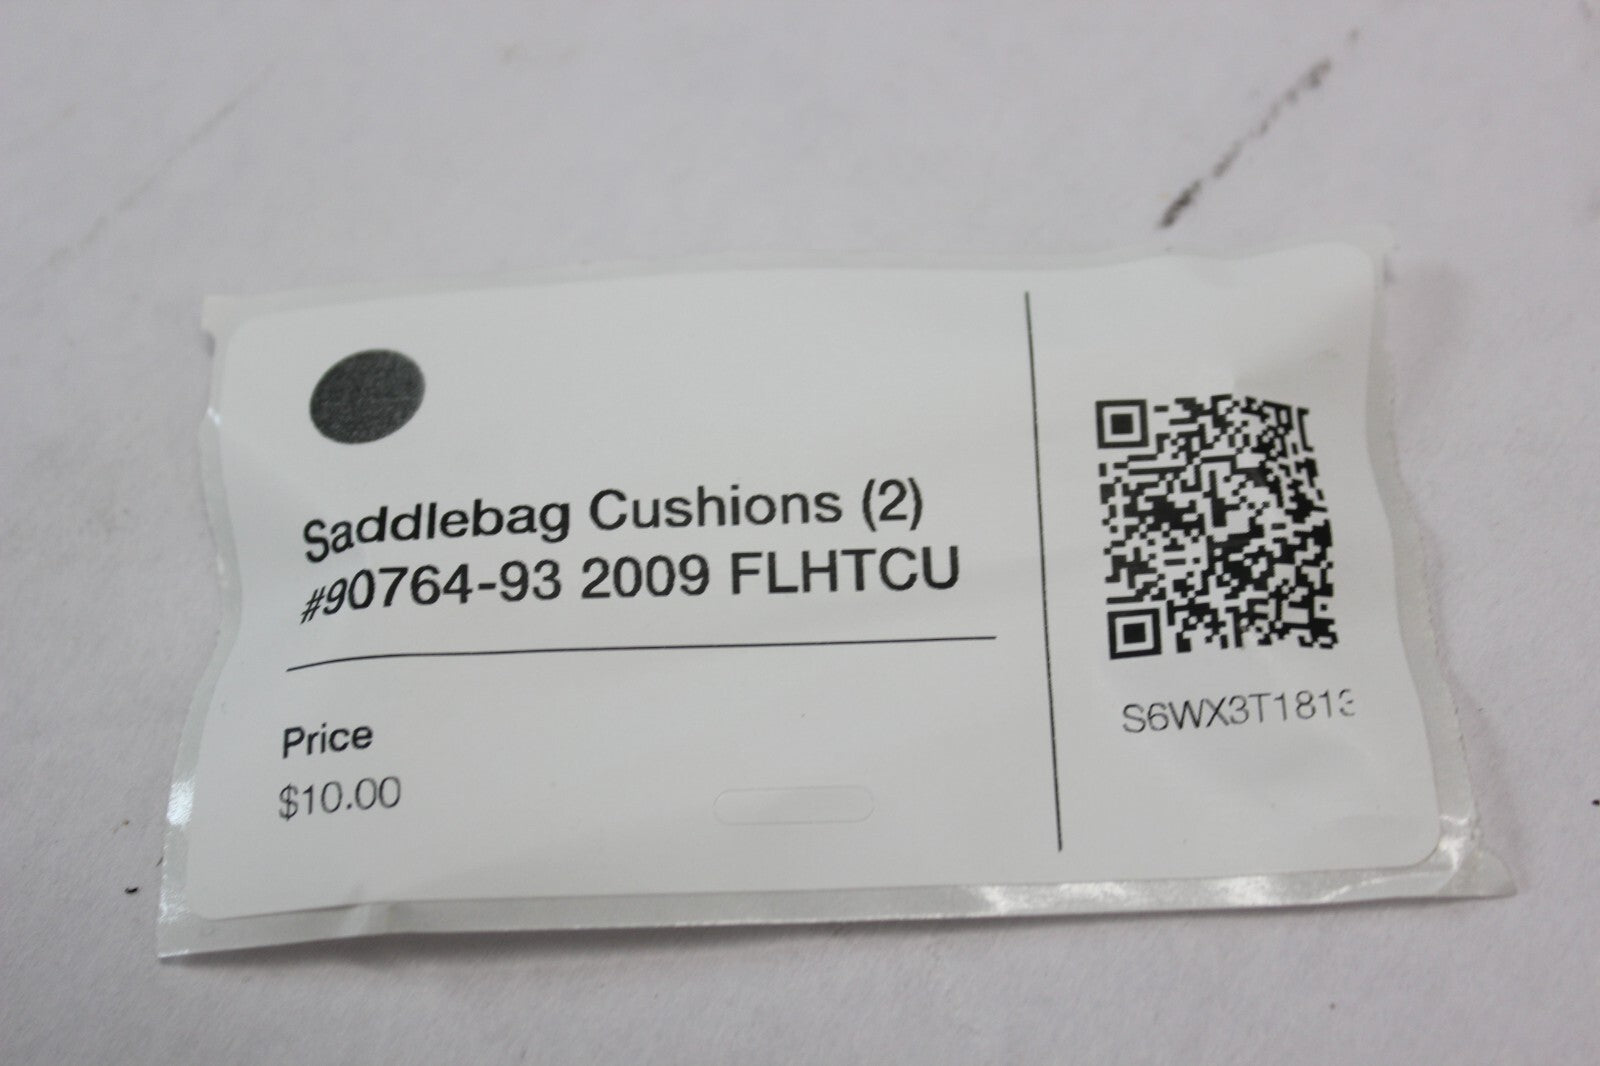 Saddlebag Cushions (2)
#90764-93 2009 FLHTCU
Price
$10.00
S6WX3T1813